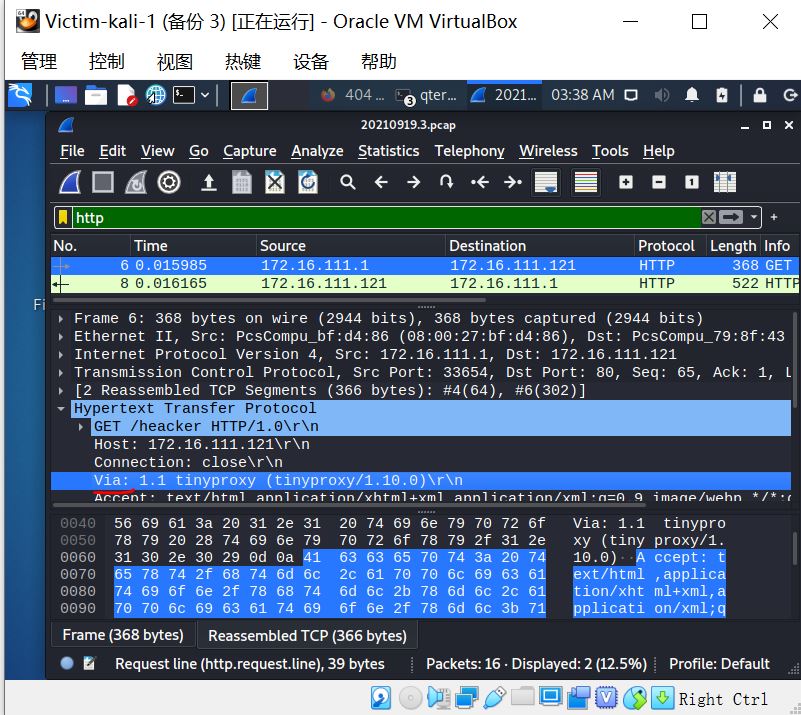 Victim-kali-1 (备份 3) [正在运行] - Oracle VM VirtualBox
管理 控制 视图 热键 设备 帮助
404 ... 3 qter... 2021... 03:38 AM
20210919.3.pcap
File Edit View Go Capture Analyze Statistics Telephony Wireless Tools Help
http
No. Time Source Destination Protocol Length Info
6 0.015985 172.16.111.1 172.16.111.121 HTTP 368 GET
8 0.016165 172.16.111.121 172.16.111.1 HTTP 522 HTTP
Fi
Frame 6: 368 bytes on wire (2944 bits), 368 bytes captured (2944 bits)
Ethernet II, Src: PcsCompu_bf:d4:86 (08:00:27:bf:d4:86), Dst: PcsCompu_79:8f:43
Internet Protocol Version 4, Src: 172.16.111.1, Dst: 172.16.111.121
Transmission Control Protocol, Src Port: 33654, Dst Port: 80, Seq: 65, Ack: 1, L
[2 Reassembled TCP Segments (366 bytes): #4(64), #6(302)]
Hypertext Transfer Protocol
GET /heacker HTTP/1.0\r\n
Host: 172.16.111.121\r\n
Connection: close\r\n
Via: 1.1 tinyproxy (tinyproxy/1.10.0)\r\n
Accept: text/html,application/xhtml+xml,application/xml;q=0.9,image/webp,*/*;q
0040 56 69 61 3a 20 31 2e 31 20 74 69 6e 79 70 72 6f Via: 1.1 tinypro
0050 78 79 20 28 74 69 6e 79 70 72 6f 78 79 2f 31 2e xy (tiny proxy/1.
0060 31 30 2e 30 29 0d 0a 41 63 63 65 70 74 3a 20 74 10.0)··A ccept: t
0070 65 78 74 2f 68 74 6d 6c 2c 61 70 70 6c 69 63 61 ext/html ,applica
0080 74 69 6f 6e 2f 78 68 74 6d 6c 2b 78 6d 6c 2c 61 tion/xht ml+xml,a
0090 70 70 6c 69 63 61 74 69 6f 6e 2f 78 6d 6c 3b 71 pplicati on/xml;q
Frame (368 bytes) Reassembled TCP (366 bytes)
Request line (http.request.line), 39 bytes Packets: 16 · Displayed: 2 (12.5%) Profile: Default
Right Ctrl